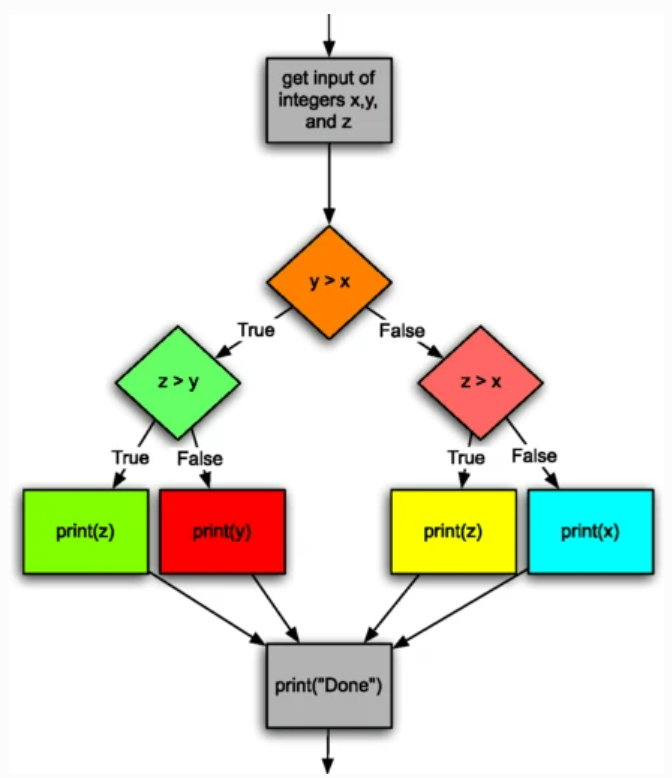 get input of
integers x,y,
and z
y > x
True
False
z > y
z > x
True
False
True
False
print(z)
print(y)
print(z)
print(x)
print("Done")